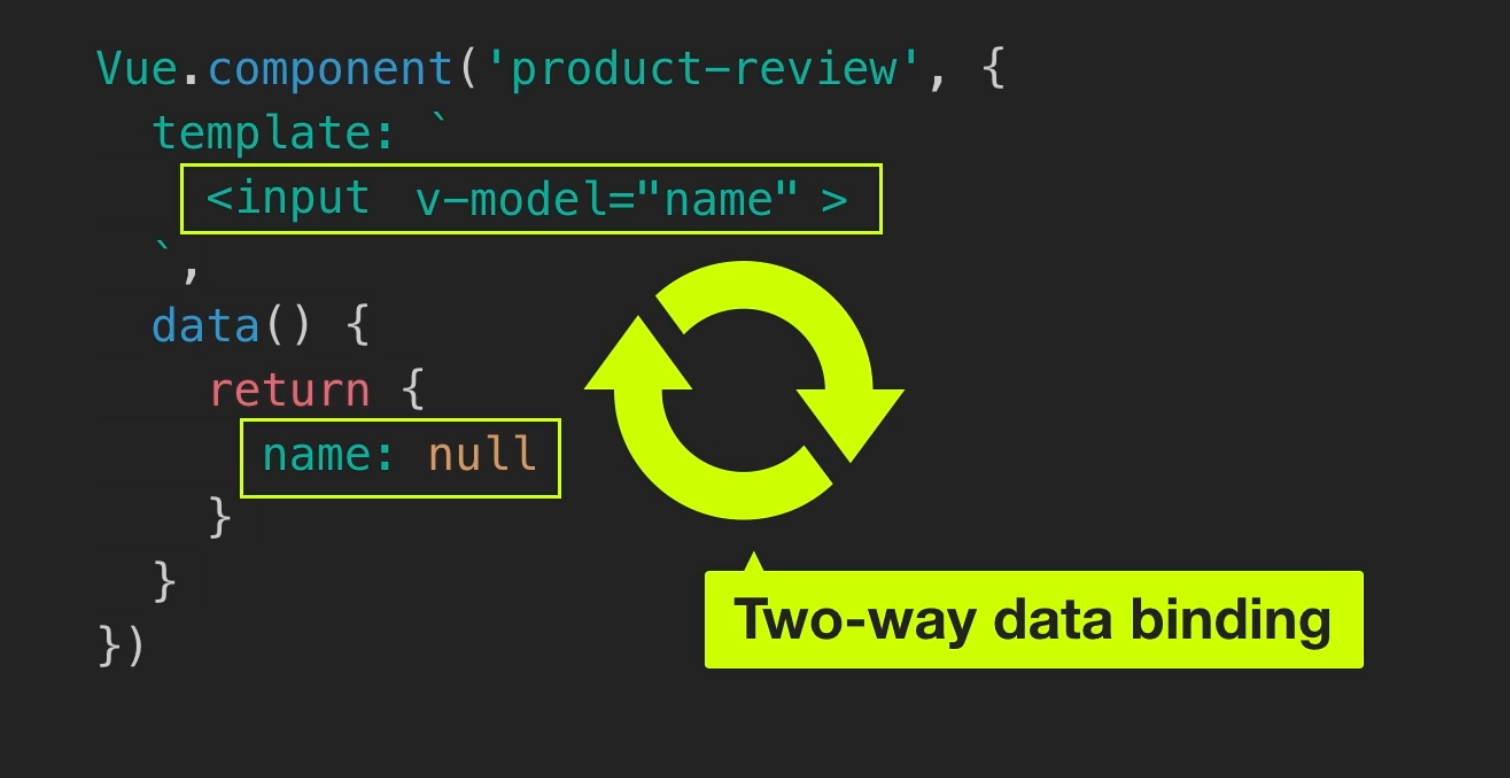 Vue.component('product-review', {
  template: `
    <input v-model="name" >
  `,
  data() {
    return {
      name: null
    }
  }
})
Two-way data binding